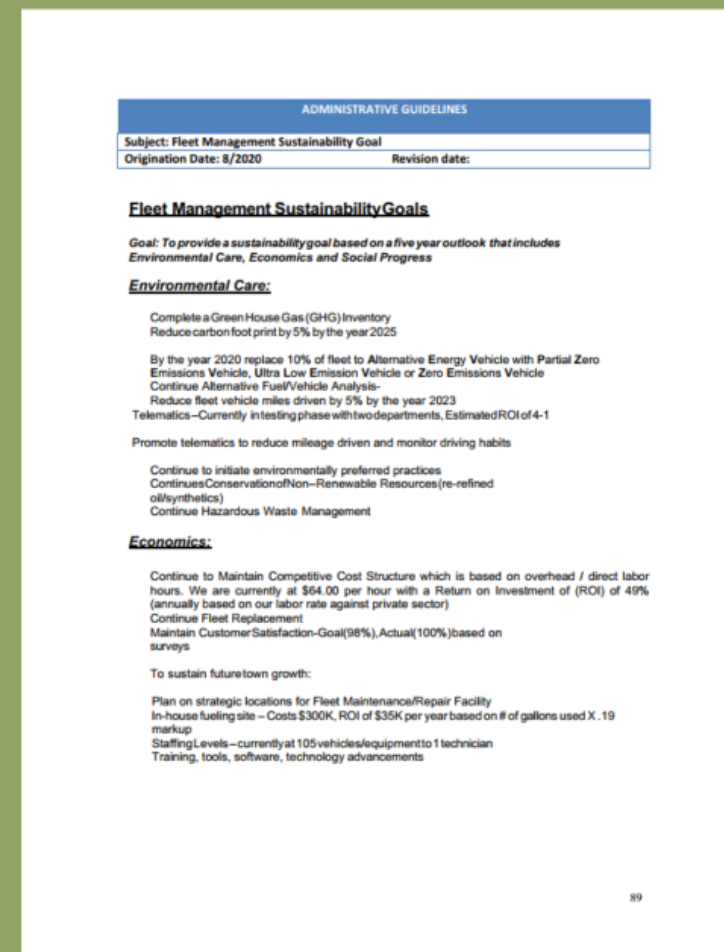 ADMINISTRATIVE GUIDELINES
Subject: Fleet Management Sustainability Goal
Origination Date: 8/2020 Revision date:
Fleet Management Sustainability Goals
Goal: To provide a sustainability goal based on a five year outlook that includes
Environmental Care, Economics and Social Progress
Environmental Care:
Complete a Green House Gas (GHG) Inventory
Reduce carbon foot print by 5% by the year 2025
By the year 2020 replace 10% of fleet to Alternative Energy Vehicle with Partial Zero
Emissions Vehicle, Ultra Low Emission Vehicle or Zero Emissions Vehicle
Continue Alternative Fuel/Vehicle Analysis-
Reduce fleet vehicle miles driven by 5% by the year 2023
Telematics–Currently in testing phase with two departments, Estimated ROI of 4-1
Promote telematics to reduce mileage driven and monitor driving habits
Continue to initiate environmentally preferred practices
Continues Conservation of Non–Renewable Resources (re-refined
oil/synthetics)
Continue Hazardous Waste Management
Economics:
Continue to Maintain Competitive Cost Structure which is based on overhead / direct labor
hours. We are currently at $64.00 per hour with a Return on Investment of (ROI) of 49%
(annually based on our labor rate against private sector)
Continue Fleet Replacement
Maintain Customer Satisfaction-Goal(98%), Actual(100%) based on
surveys
To sustain future town growth:
Plan on strategic locations for Fleet Maintenance/Repair Facility
In-house fueling site – Costs $300K, ROI of $35K per year based on # of gallons used X .19
markup
Staffing Levels – currently at 105 vehicles/equipment to 1 technician
Training, tools, software, technology advancements
89